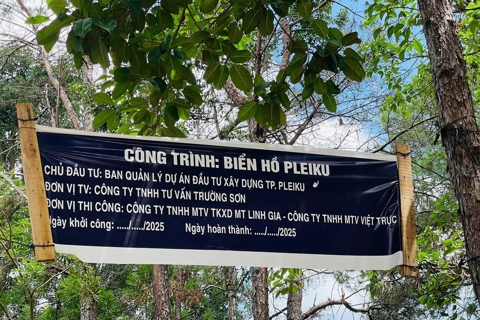 CÔNG TRÌNH: BIỂN HỒ PLEIKU
CHỦ ĐẦU TƯ: BAN QUẢN LÝ DỰ ÁN ĐẦU TƯ XÂY DỰNG TP. PLEIKU
ĐƠN VỊ TV: CÔNG TY TNHH TƯ VẤN TRƯỜNG SƠN
ĐƠN VỊ THI CÔNG: CÔNG TY TNHH MTV TKXD MT LINH GIA - CÔNG TY TNHH MTV VIỆT TRỰC
Ngày khởi công: ...../...../2025 Ngày hoàn thành: ...../...../2025